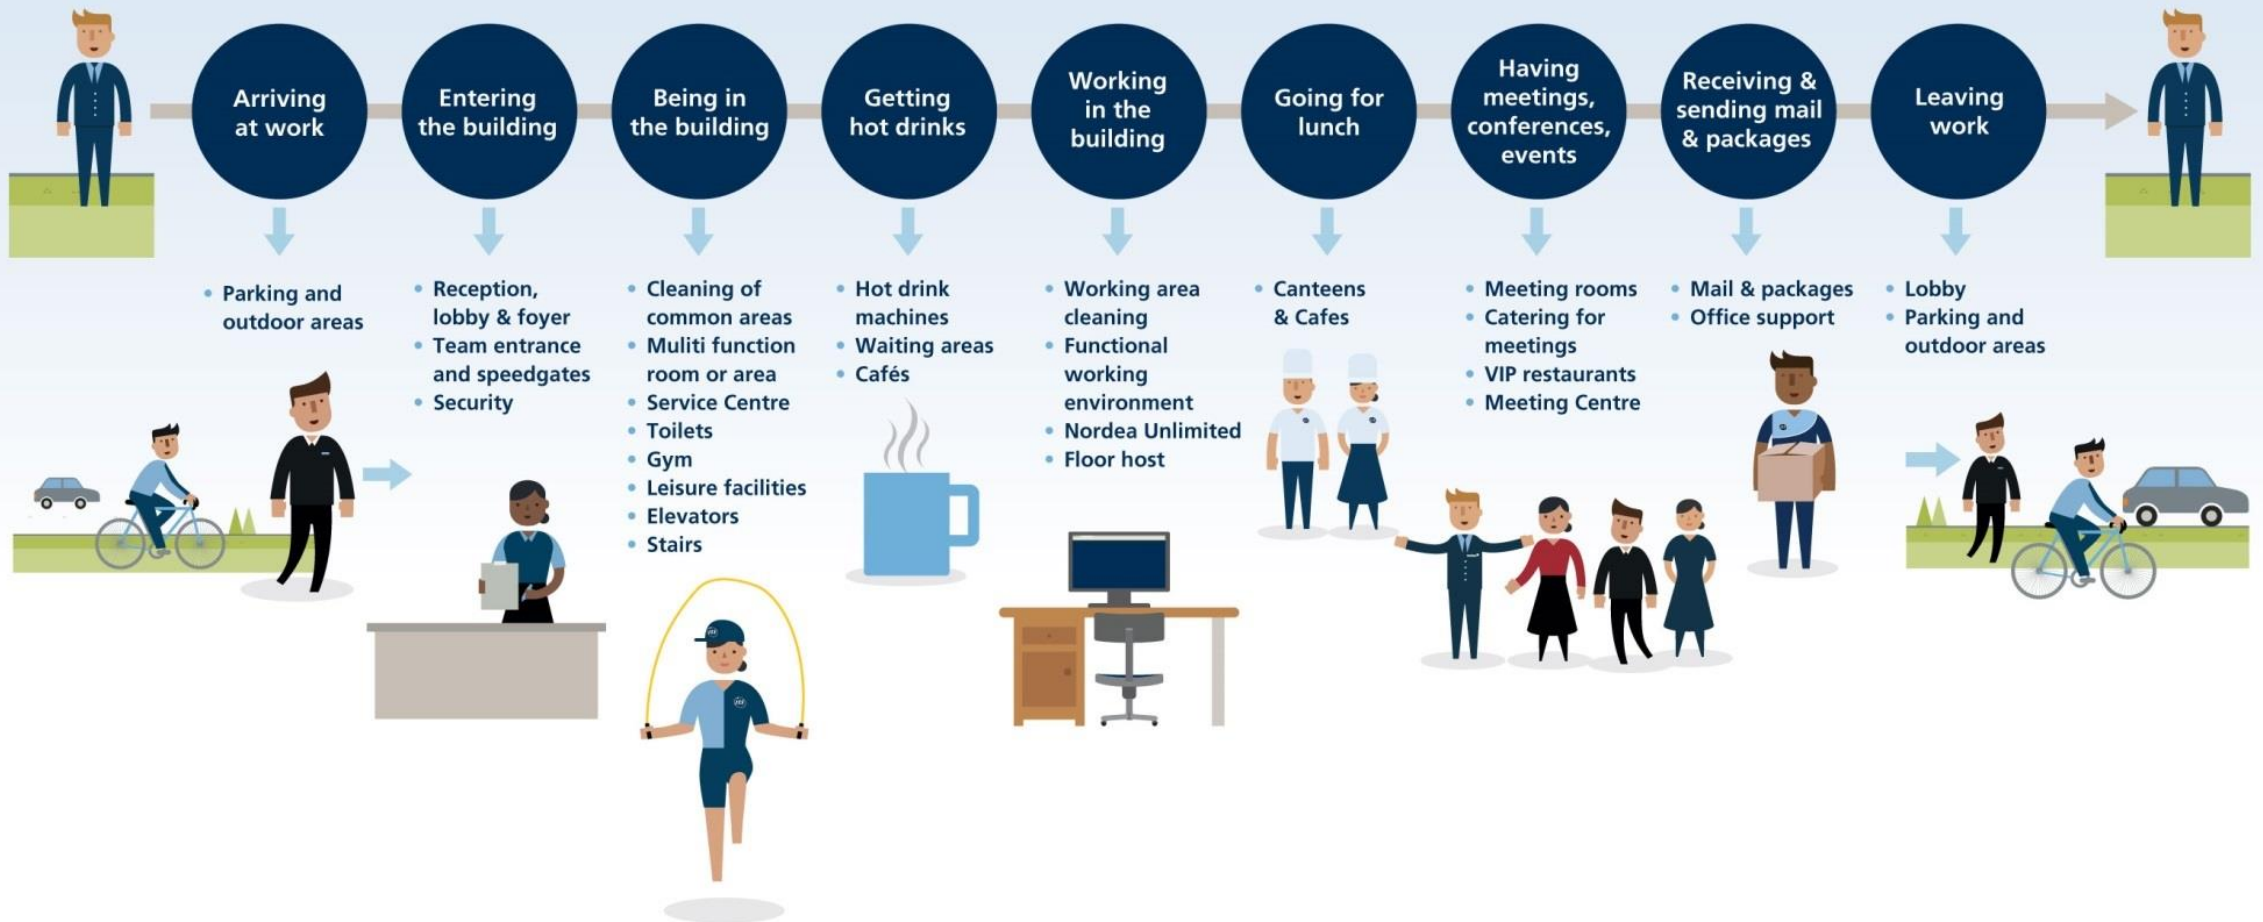 Arriving
at work
Entering
the building
Being in
the building
Getting
hot drinks
Working
in the
building
Going for
lunch
Having
meetings,
conferences,
events
Receiving &
sending mail
& packages
Leaving
work
• Parking and
outdoor areas
• Reception,
lobby & foyer
• Team entrance
and speedgates
• Security
• Cleaning of
common areas
• Muliti function
room or area
• Service Centre
• Toilets
• Gym
• Leisure facilities
• Elevators
• Stairs
• Hot drink
machines
• Waiting areas
• Cafés
• Working area
cleaning
• Functional
working
environment
• Nordea Unlimited
• Floor host
• Canteens
& Cafes
• Meeting rooms
• Catering for
meetings
• VIP restaurants
• Meeting Centre
• Mail & packages
• Office support
• Lobby
• Parking and
outdoor areas